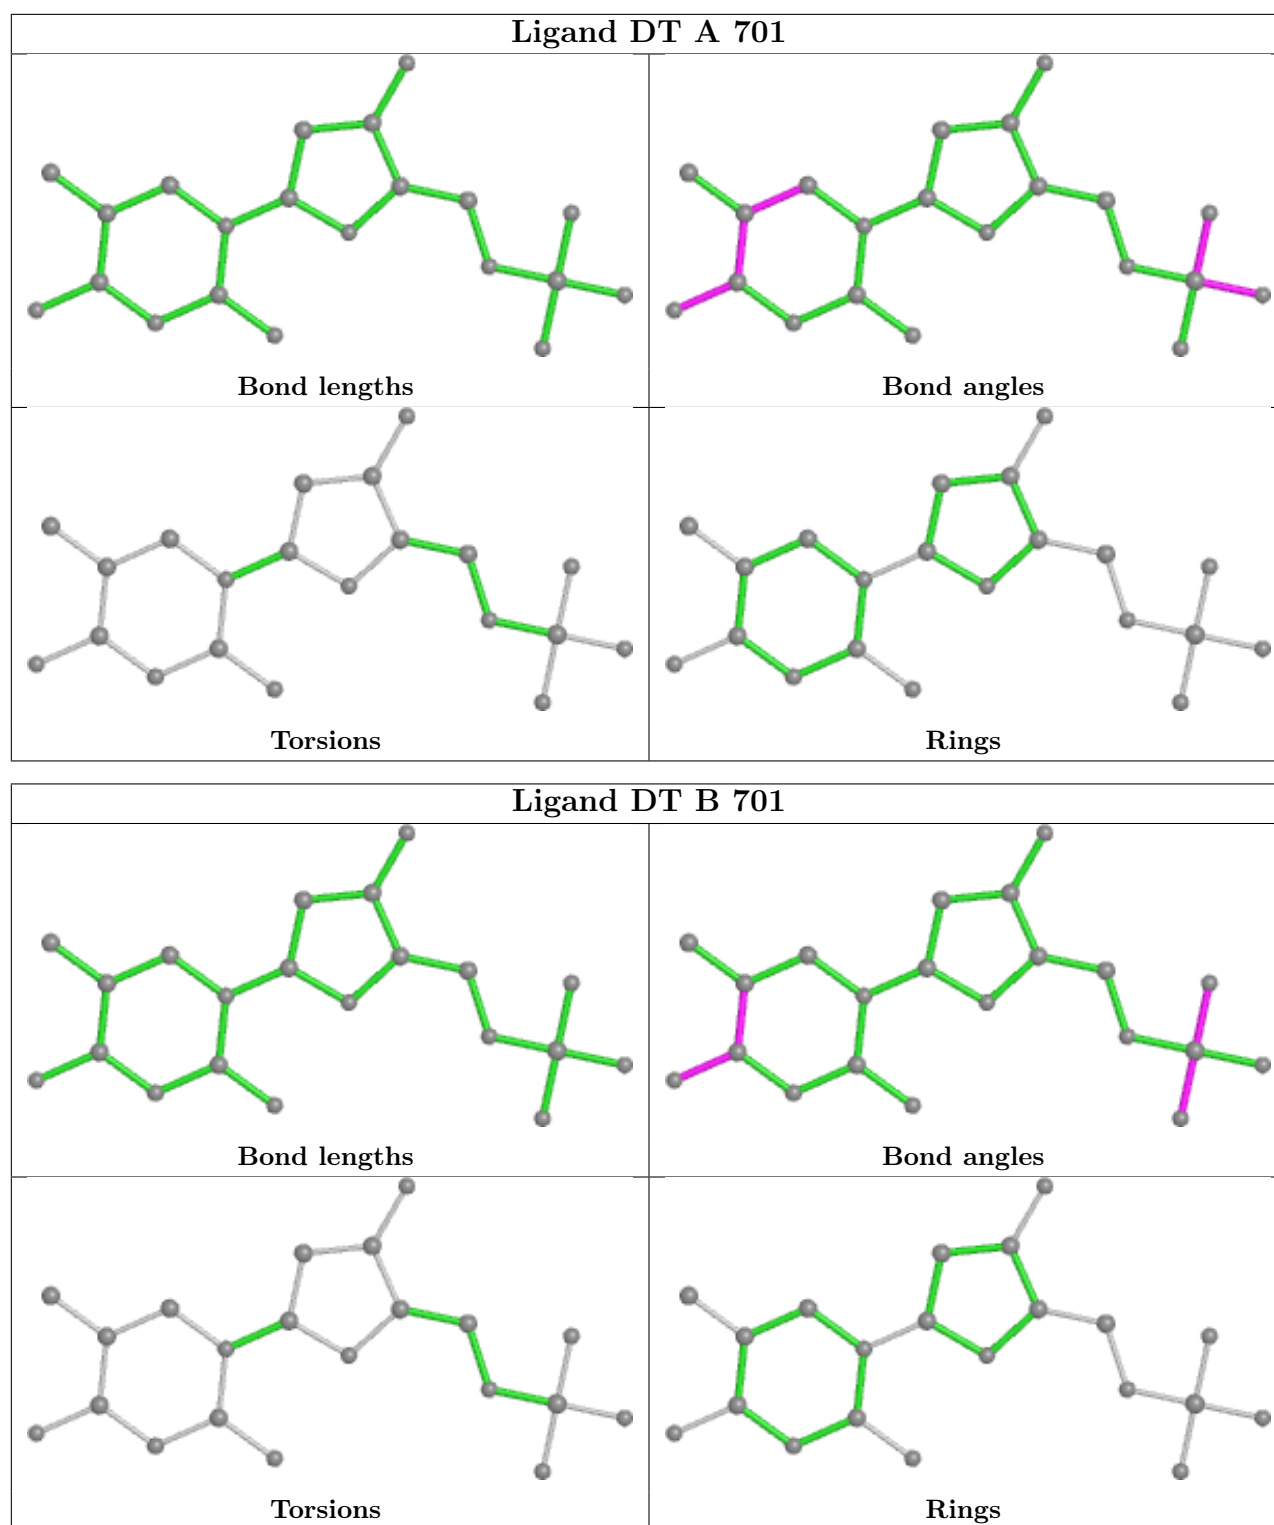 Ligand DT A 701
Bond lengths
Bond angles
Torsions
Rings
Ligand DT B 701
Bond lengths
Bond angles
Torsions
Rings